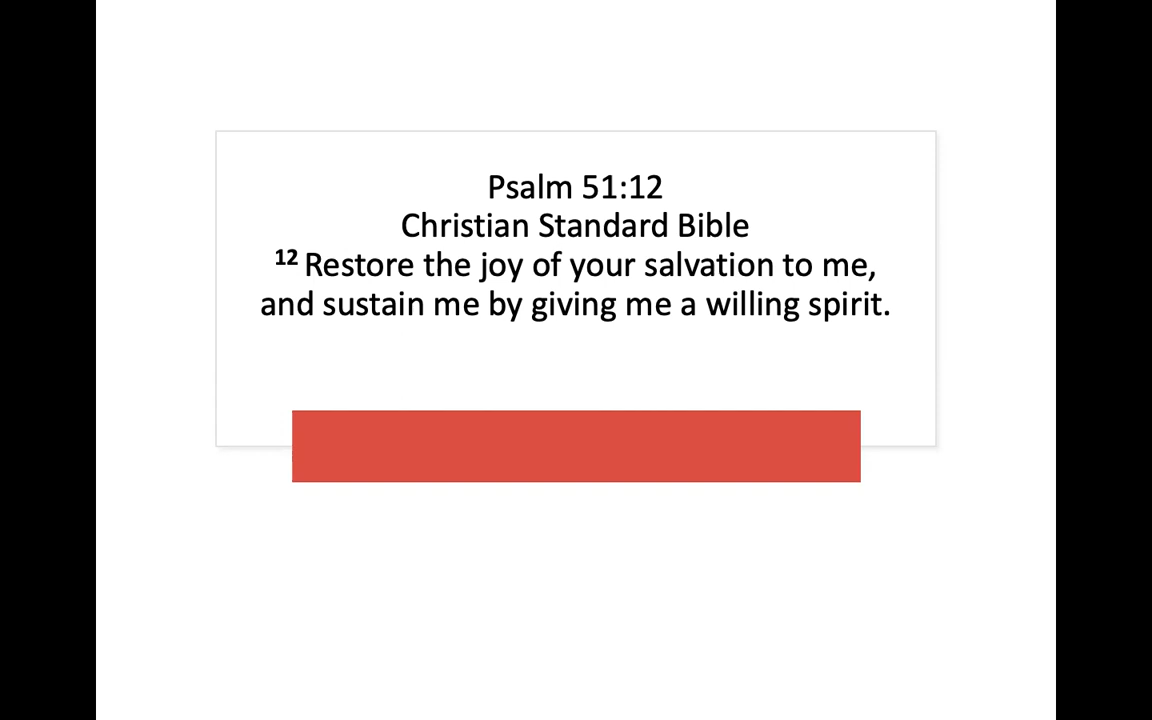 Psalm 51:12
Christian Standard Bible
12 Restore the joy of your salvation to me,
and sustain me by giving me a willing spirit.